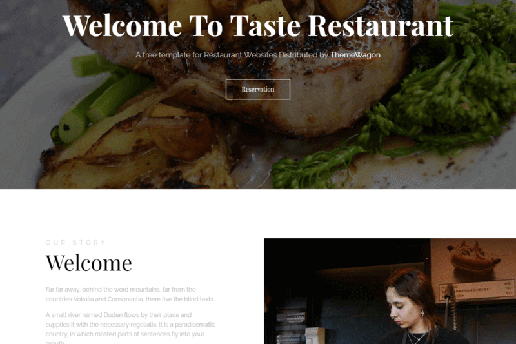 Welcome To Taste Restaurant
A free template for Restaurant Websites Distributed by ThemeWagon
Reservation
OUR STORY
Welcome
Far far away, behind the word mountains, far from the
countries Vokalia and Consonantia, there live the blind texts.
A small river named Duden flows by their place and
supplies it with the necessary regelialia. It is a paradisematic
country, in which roasted parts of sentences fly into your
mouth.